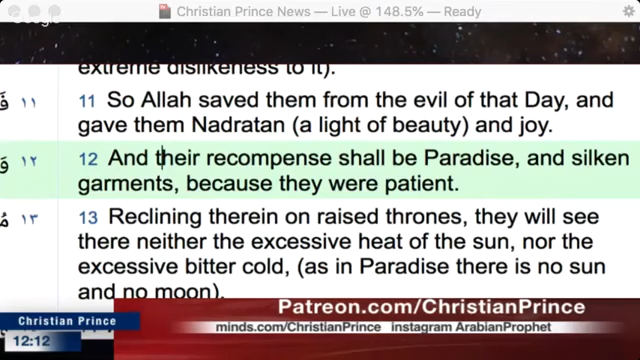 Christian Prince News — Live @ 148.5% — Ready
extreme dislikeness to it).
١١ 11 So Allah saved them from the evil of that Day, and
gave them Nadratan (a light of beauty) and joy.
١٢ 12 And their recompense shall be Paradise, and silken
garments, because they were patient.
١٣ 13 Reclining therein on raised thrones, they will see
there neither the excessive heat of the sun, nor the
excessive bitter cold, (as in Paradise there is no sun
and no moon).
Patreon.com/ChristianPrince
Christian Prince
minds.com/ChristianPrince instagram ArabianProphet
12:12